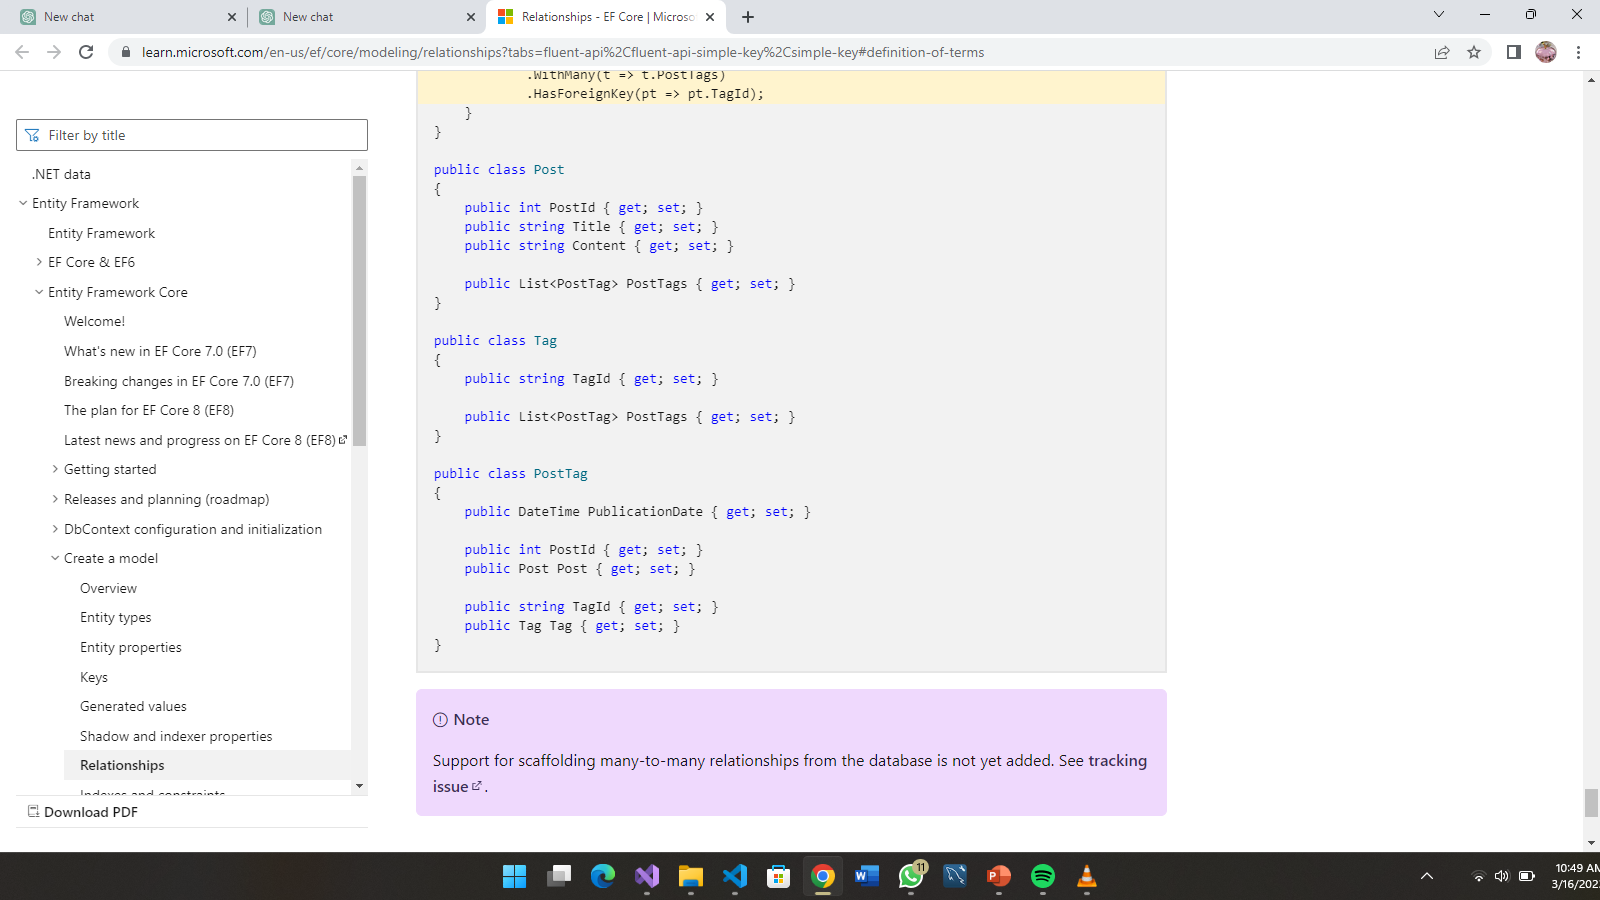 New chat
New chat
Relationships - EF Core | Microso
learn.microsoft.com/en-us/ef/core/modeling/relationships?tabs=fluent-api%2Cfluent-api-simple-key%2Csimple-key#definition-of-terms
Filter by title
.NET data
Entity Framework
Entity Framework
EF Core & EF6
Entity Framework Core
Welcome!
What's new in EF Core 7.0 (EF7)
Breaking changes in EF Core 7.0 (EF7)
The plan for EF Core 8 (EF8)
Latest news and progress on EF Core 8 (EF8)
Getting started
Releases and planning (roadmap)
DbContext configuration and initialization
Create a model
Overview
Entity types
Entity properties
Keys
Generated values
Shadow and indexer properties
Relationships
Indexes and constraints
Download PDF
.WithMany(t => t.PostTags)
.HasForeignKey(pt => pt.TagId);
}
}
public class Post
{
public int PostId { get; set; }
public string Title { get; set; }
public string Content { get; set; }
public List<PostTag> PostTags { get; set; }
}
public class Tag
{
public string TagId { get; set; }
public List<PostTag> PostTags { get; set; }
}
public class PostTag
{
public DateTime PublicationDate { get; set; }
public int PostId { get; set; }
public Post Post { get; set; }
public string TagId { get; set; }
public Tag Tag { get; set; }
}
Note
Support for scaffolding many-to-many relationships from the database is not yet added. See tracking
issue .
11
10:49 AM
3/16/202